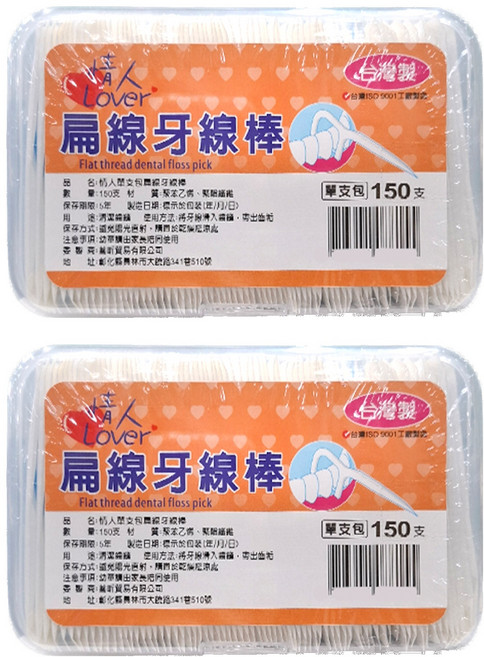 情人
Lover
台灣製
台灣ISO 9001工廠製造
扁線牙線棒
Flat thread dental floss pick
單支包 150支
品 名:情人單支包扁線牙線棒
數 量:150支 材 質:聚苯乙烯、聚醯纖維
保存期限:5年 製造日期:標示於包裝(年/月/日)
用 途:清潔齒縫 使用方法:將牙線滑入齒縫,帶出齒垢
保存方式:避免陽光直射,請置於乾燥陰涼處
注意事項:幼童請由家長陪同使用
委 製 商:麗昕貿易有限公司
地 址:彰化縣員林市大饒路341巷510號
情人
Lover
台灣製
台灣ISO 9001工廠製造
扁線牙線棒
Flat thread dental floss pick
單支包 150支
品 名:情人單支包扁線牙線棒
數 量:150支 材 質:聚苯乙烯、聚醯纖維
保存期限:5年 製造日期:標示於包裝(年/月/日)
用 途:清潔齒縫 使用方法:將牙線滑入齒縫,帶出齒垢
保存方式:避免陽光直射,請置於乾燥陰涼處
注意事項:幼童請由家長陪同使用
委 製 商:麗昕貿易有限公司
地 址:彰化縣員林市大饒路341巷510號